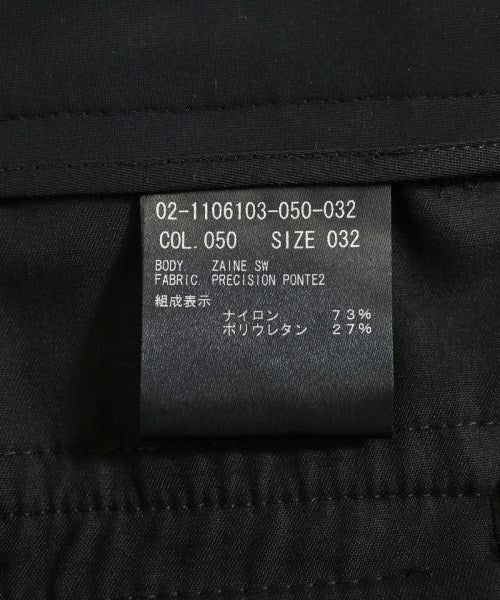 02-1106103-050-032
COL. 050 SIZE 032
BODY ZAINE SW
FABRIC PRECISION PONTE2
組成表示
ナイロン 73%
ポリウレタン 27%